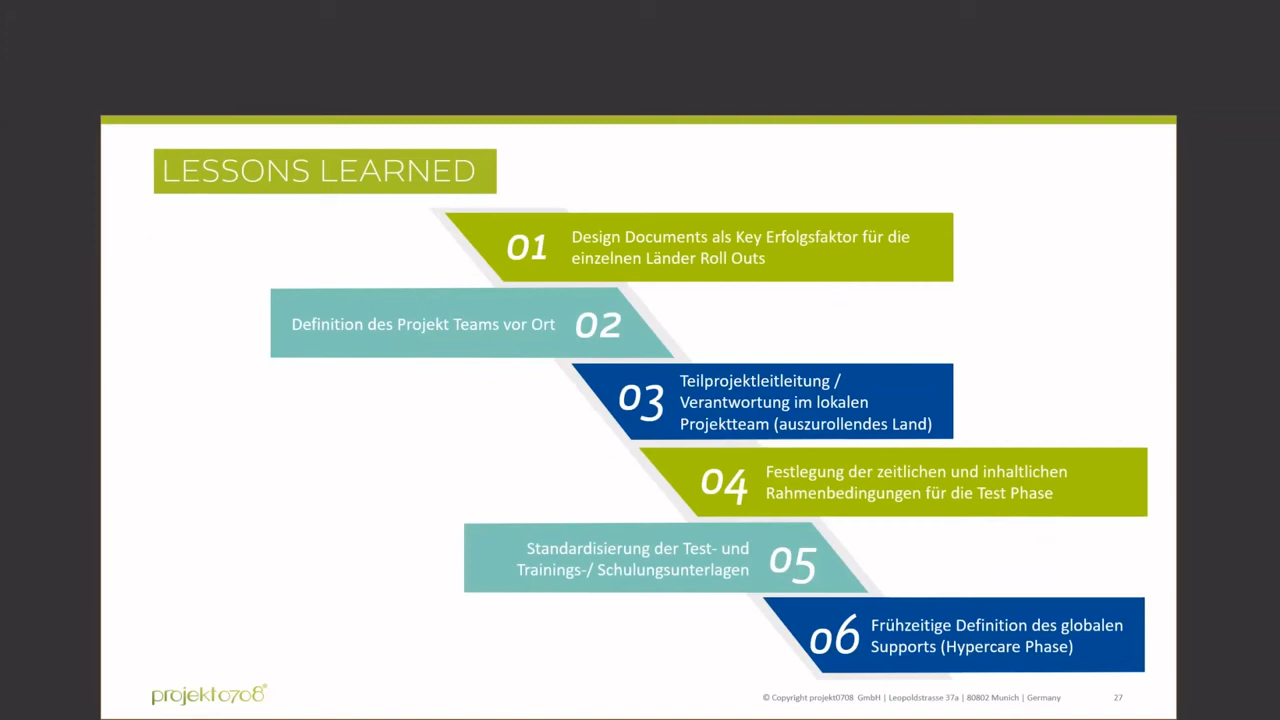 LESSONS LEARNED
01
Design Documents als Key Erfolgsfaktor für die
einzelnen Länder Roll Outs
Definition des Projekt Teams vor Ort
02
03
Teilprojektleitleitung /
Verantwortung im lokalen
Projektteam (auszurollendes Land)
04
Festlegung der zeitlichen und inhaltlichen
Rahmenbedingungen für die Test Phase
Standardisierung der Test- und
Trainings-/ Schulungsunterlagen
05
06
Frühzeitige Definition des globalen
Supports (Hypercare Phase)
projekt0708®
© Copyright projekt0708 GmbH | Leopoldstrasse 37a | 80802 Munich | Germany
27